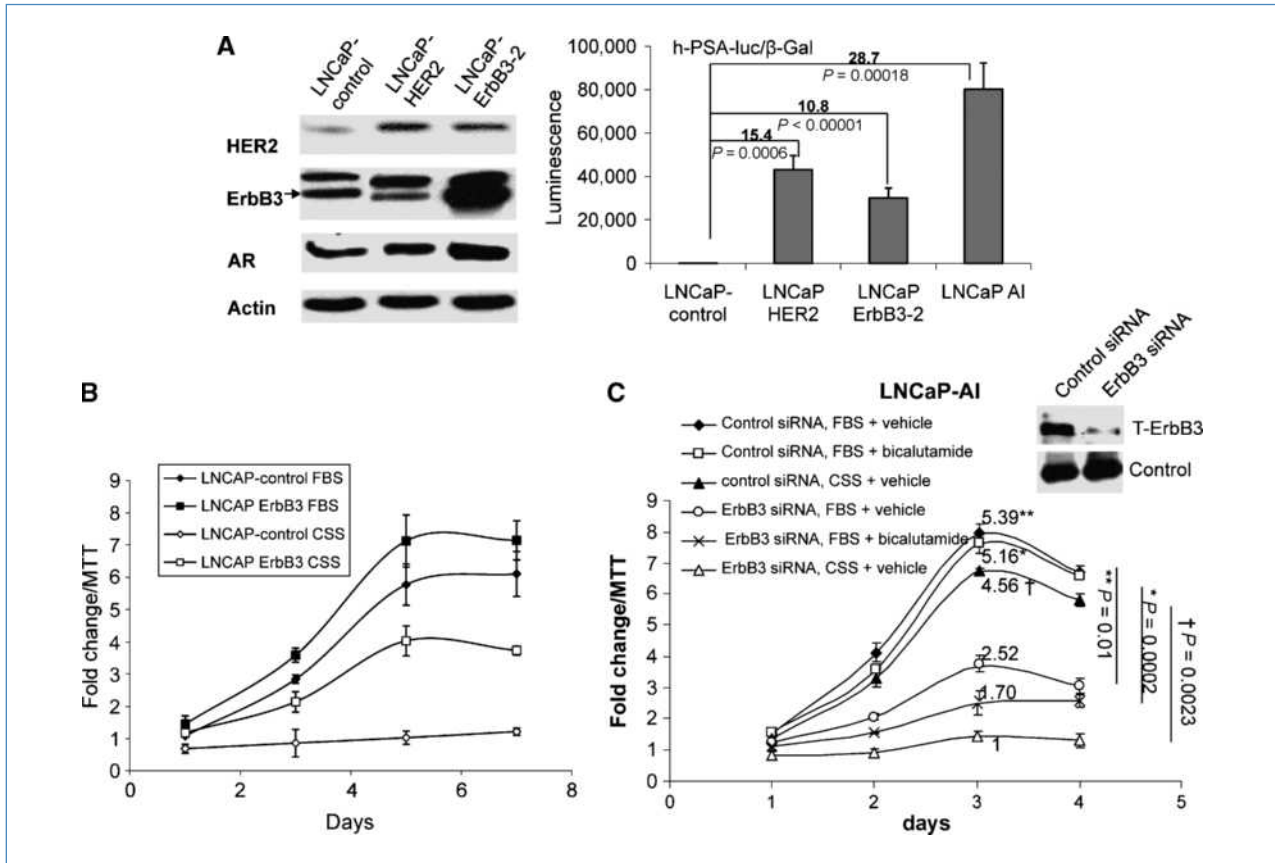 A
LNCaP-
control
LNCaP-
HER2
LNCaP-
ErbB3-2
HER2
ErbB3
AR
Actin
h-PSA-luc/β-Gal
Luminescence
100,000
80,000
60,000
40,000
20,000
0
28.7
P = 0.00018
10.8
P < 0.00001
15.4
P = 0.0006
LNCaP-
control
LNCaP
HER2
LNCaP
ErbB3-2
LNCaP AI
B
LNCAP-control FBS
LNCAP ErbB3 FBS
LNCAP-control CSS
LNCAP ErbB3 CSS
Fold change/MTT
9
8
7
6
5
4
3
2
1
0
0
2
4
6
8
Days
C
LNCaP-AI
Control siRNA, FBS + vehicle
Control siRNA, FBS + bicalutamide
control siRNA, CSS + vehicle
ErbB3 siRNA, FBS + vehicle
ErbB3 siRNA, FBS + bicalutamide
ErbB3 siRNA, CSS + vehicle
Control siRNA
ErbB3 siRNA
T-ErbB3
Control
Fold change/MTT
9
8
7
6
5
4
3
2
1
0
5.39**
5.16*
4.56 †
2.52
1.70
1
** P = 0.01
* P = 0.0002
† P = 0.0023
0
1
2
3
4
5
days